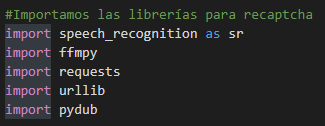 #Importamos las librerías para recaptcha
import speech_recognition as sr
import ffmpy
import requests
import urllib
import pydub